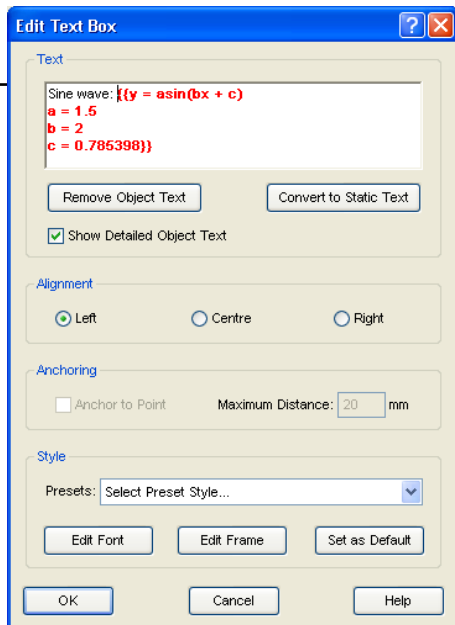 Edit Text Box
Text
Sine wave: {{y = asin(bx + c)
a = 1.5
b = 2
c = 0.785398}}
Remove Object Text
Convert to Static Text
Show Detailed Object Text
Alignment
Left
Centre
Right
Anchoring
Anchor to Point
Maximum Distance: 20 mm
Style
Presets: Select Preset Style...
Edit Font
Edit Frame
Set as Default
OK
Cancel
Help